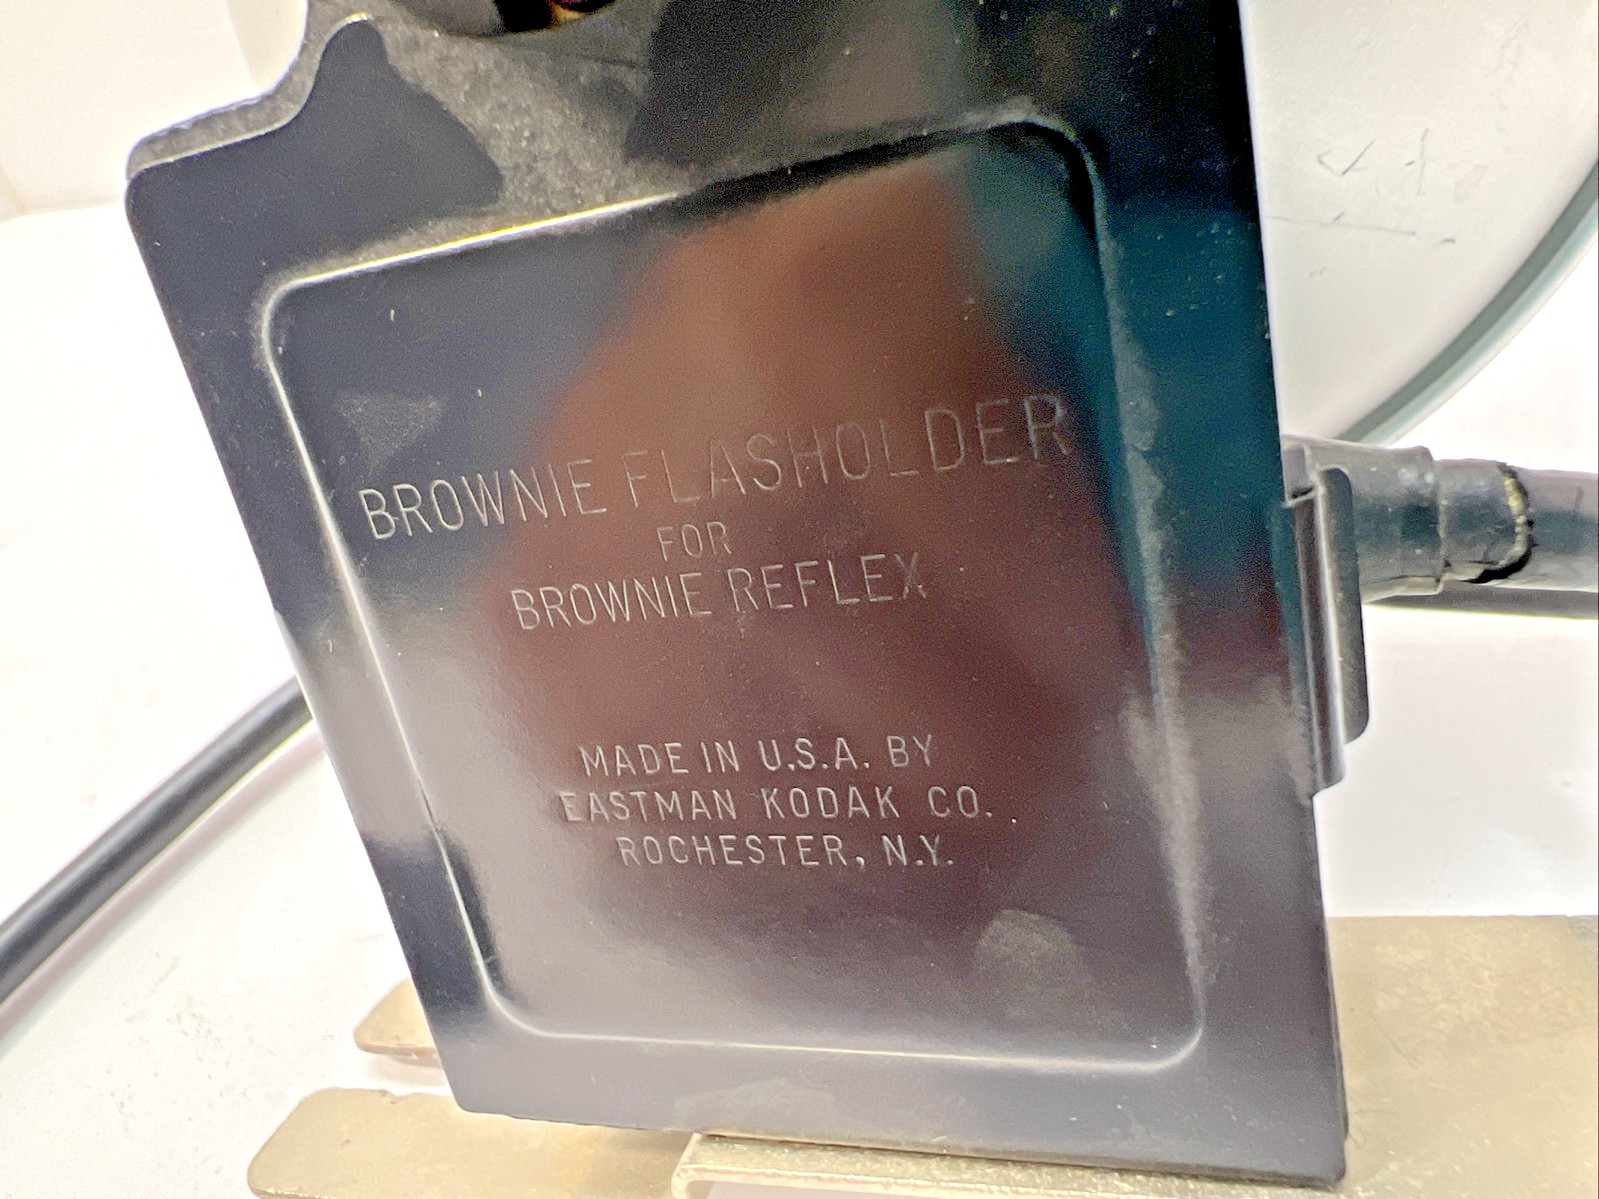 BROWNIE FLASHOLDER
FOR
BROWNIE REFLEX
MADE IN U.S.A. BY
EASTMAN KODAK CO.
ROCHESTER, N.Y.